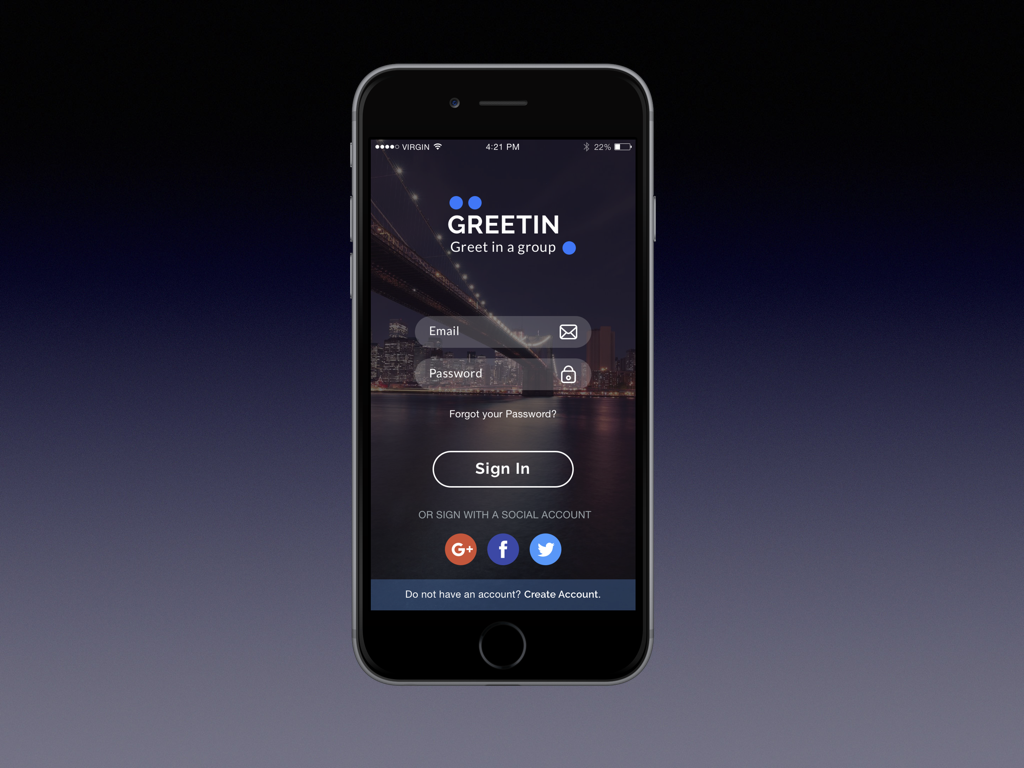 VIRGIN 4:21 PM 22%
GREETIN
Greet in a group
Email
Password
Forgot your Password?
Sign In
OR SIGN WITH A SOCIAL ACCOUNT
G+ f
Do not have an account? Create Account.